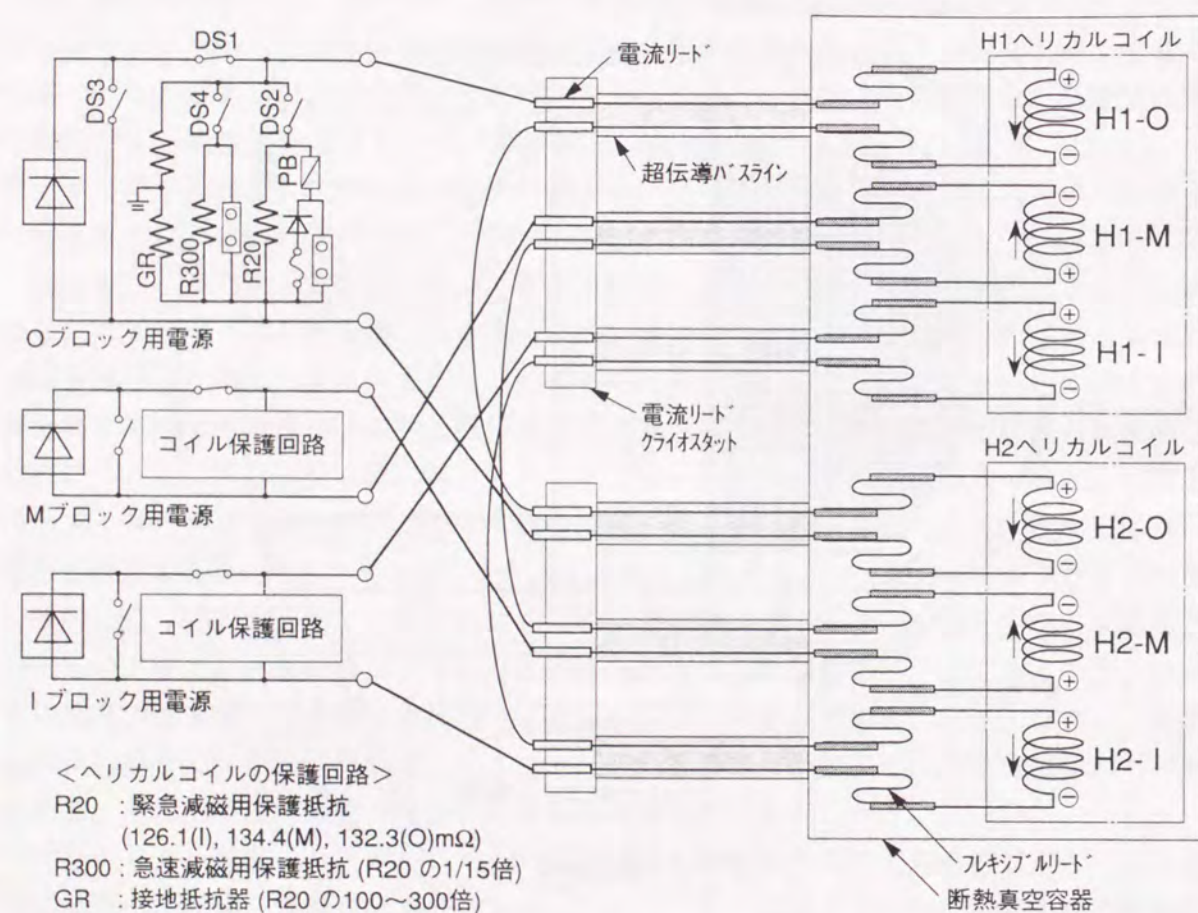 DS1
DS3
DS4
DS2
PB
GR
R300
R20
Oブロック用電源
コイル保護回路
Mブロック用電源
コイル保護回路
Iブロック用電源
電流リード
超伝導バスライン
電流リード
クライオスタット
H1ヘリカルコイル
H1-O
H1-M
H1-I
H2ヘリカルコイル
H2-O
H2-M
H2-I
フレキシブルリード
断熱真空容器
<ヘリカルコイルの保護回路>
R20 :緊急減磁用保護抵抗
(126.1(I), 134.4(M), 132.3(O)mΩ)
R300 :急速減磁用保護抵抗 (R20 の1/15倍)
GR :接地抵抗器 (R20 の100~300倍)